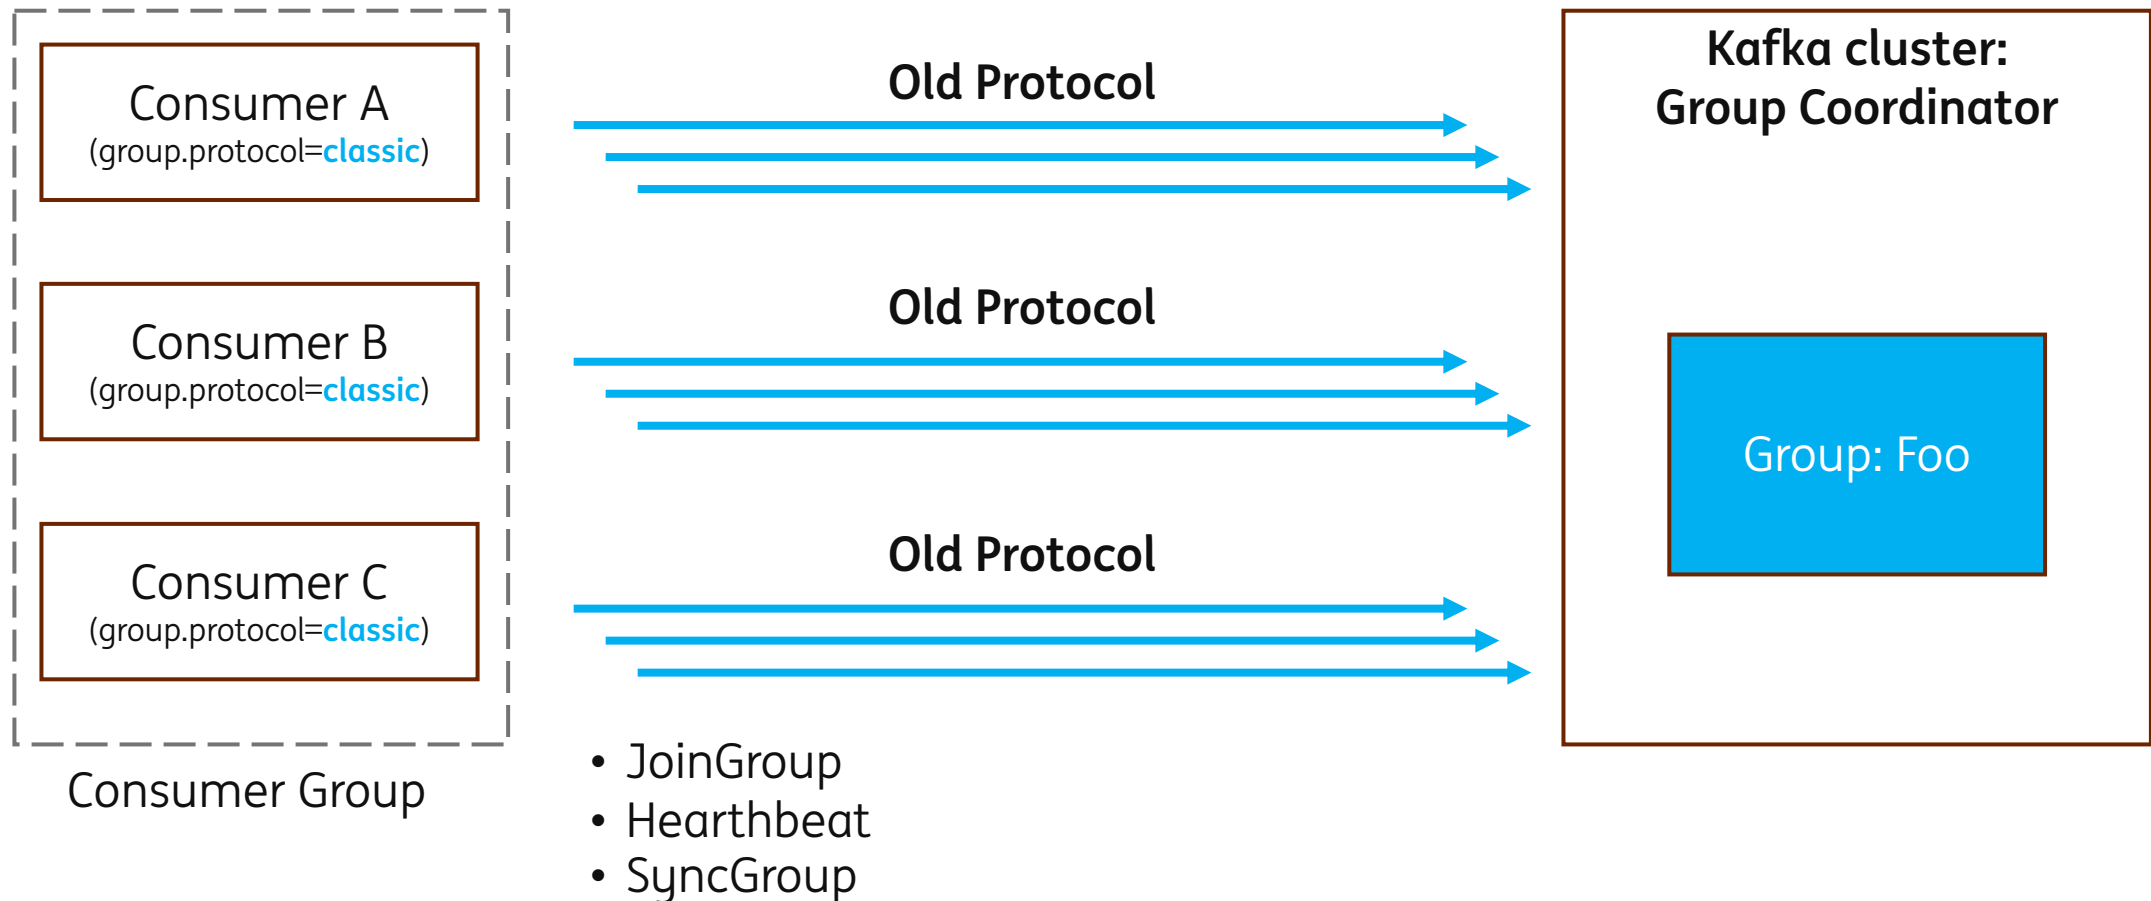 Consumer A
(group.protocol=classic)
Consumer B
(group.protocol=classic)
Consumer C
(group.protocol=classic)
Consumer Group
Old Protocol
Old Protocol
Old Protocol
• JoinGroup
• Hearthbeat
• SyncGroup
Kafka cluster:
Group Coordinator
Group: Foo